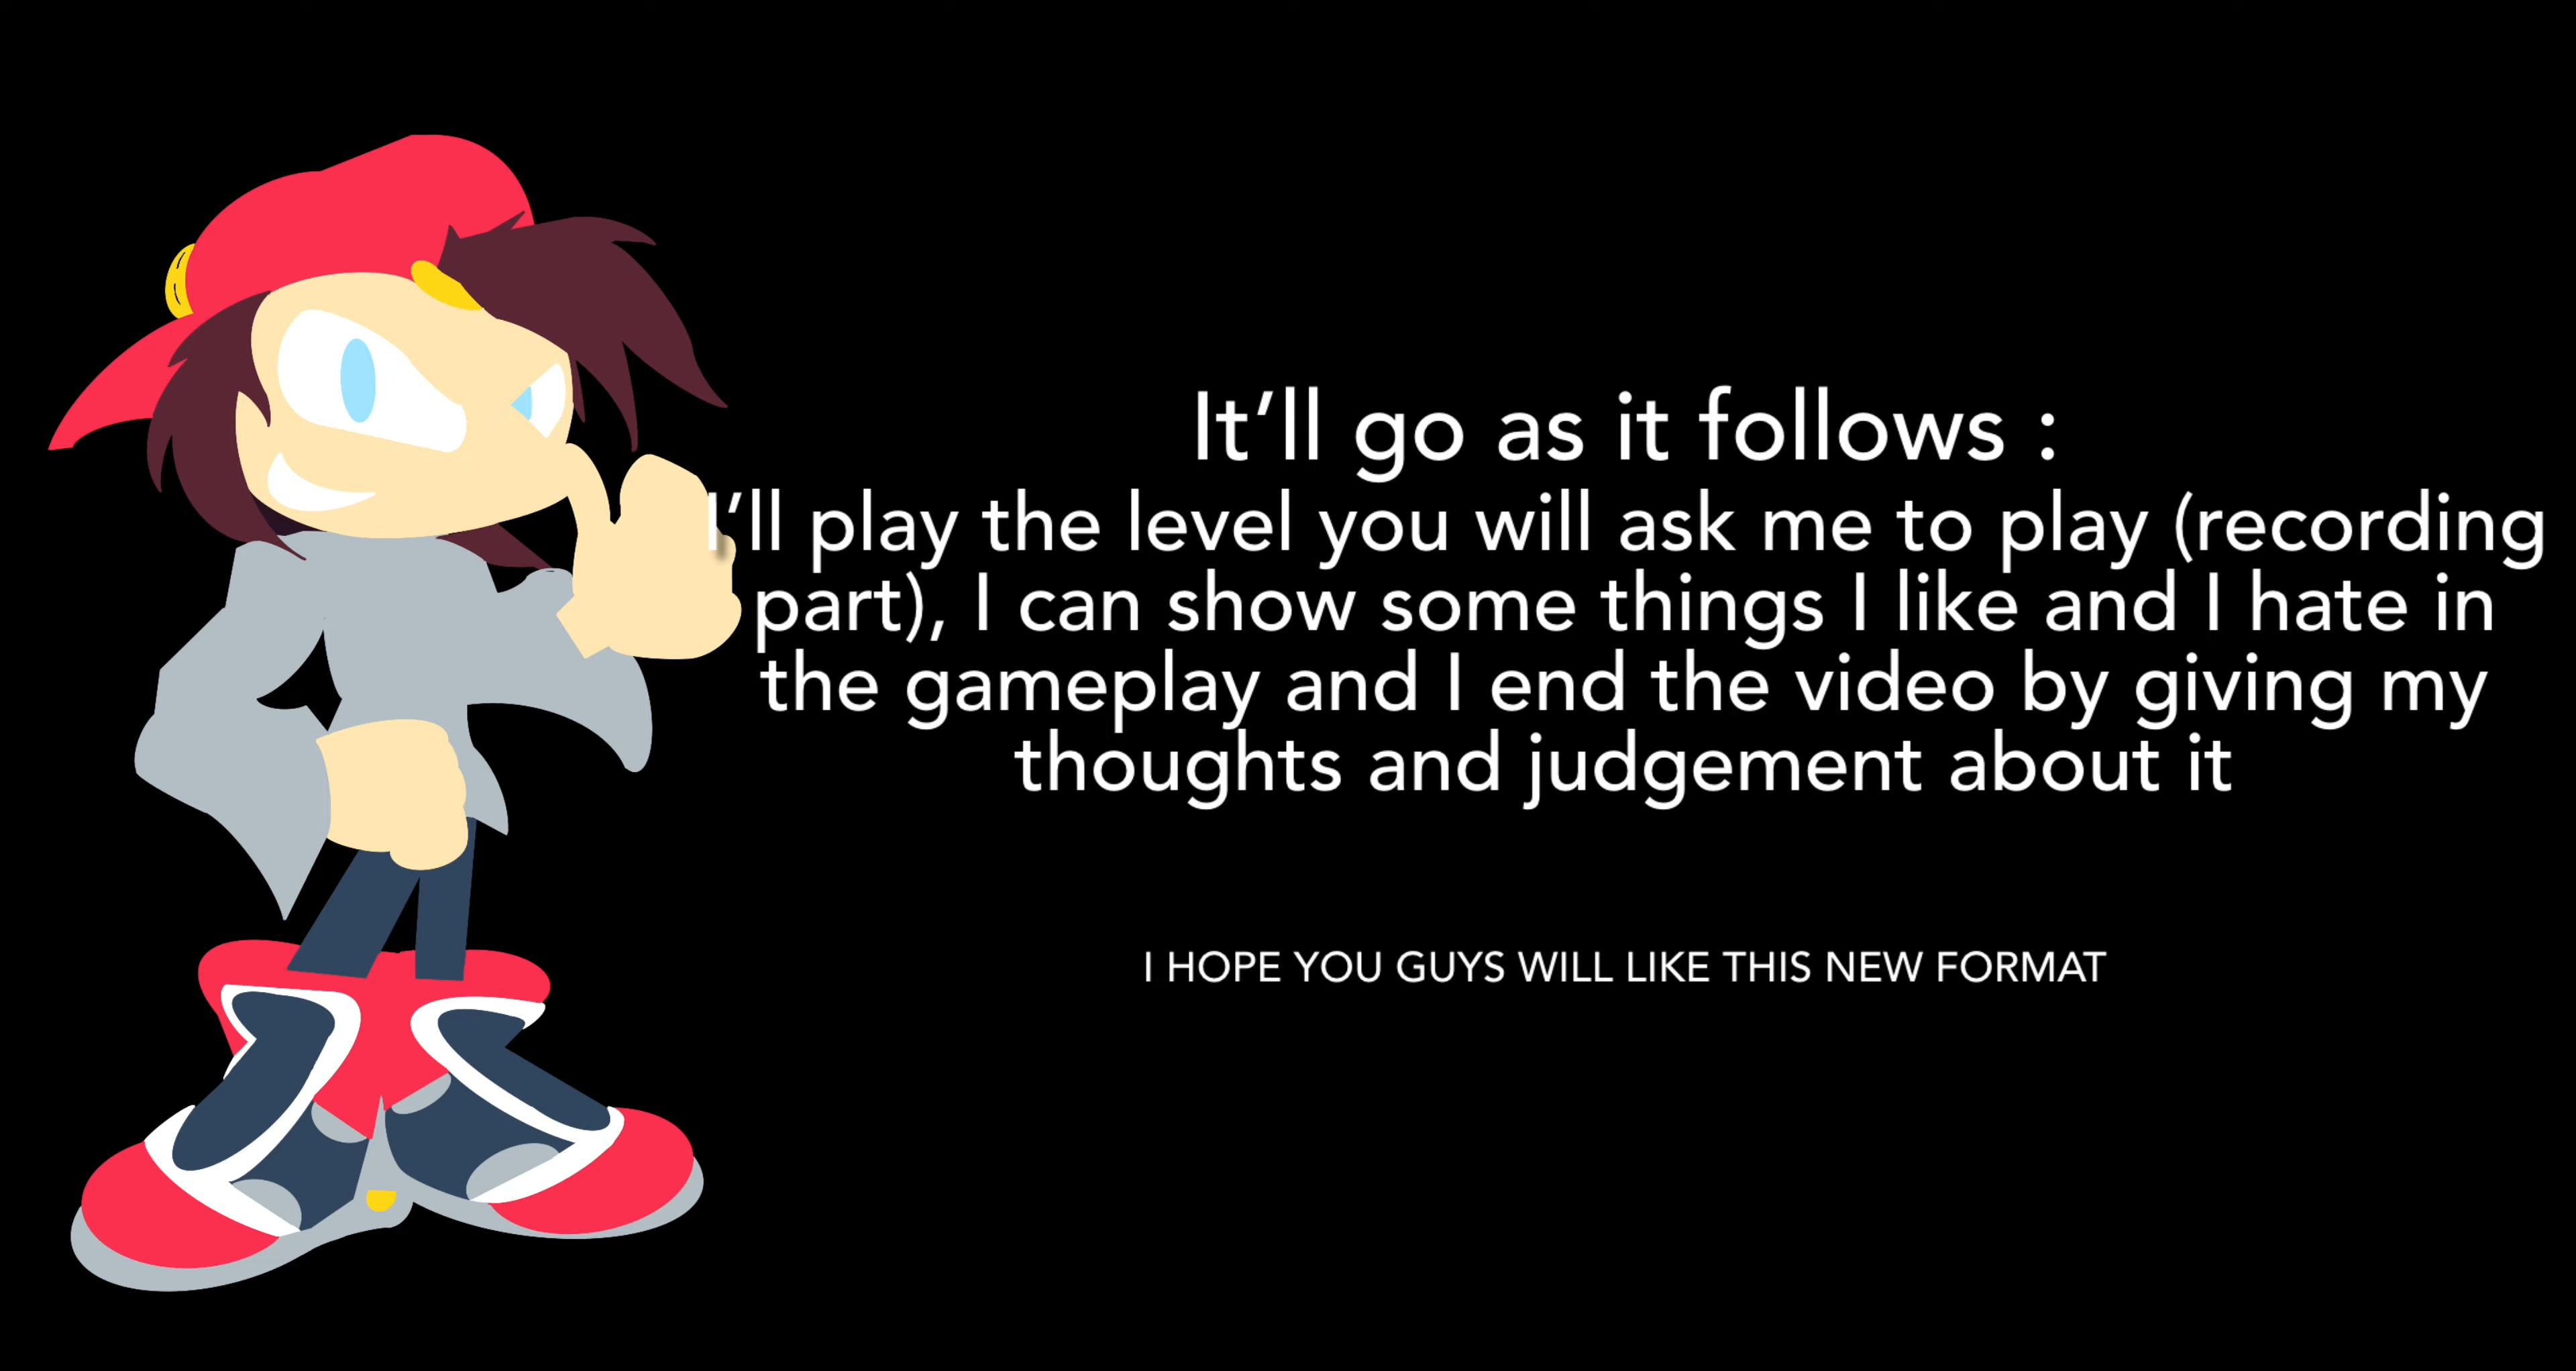 It’ll go as it follows :
I’ll play the level you will ask me to play (recording
part), I can show some things I like and I hate in
the gameplay and I end the video by giving my
thoughts and judgement about it
I HOPE YOU GUYS WILL LIKE THIS NEW FORMAT